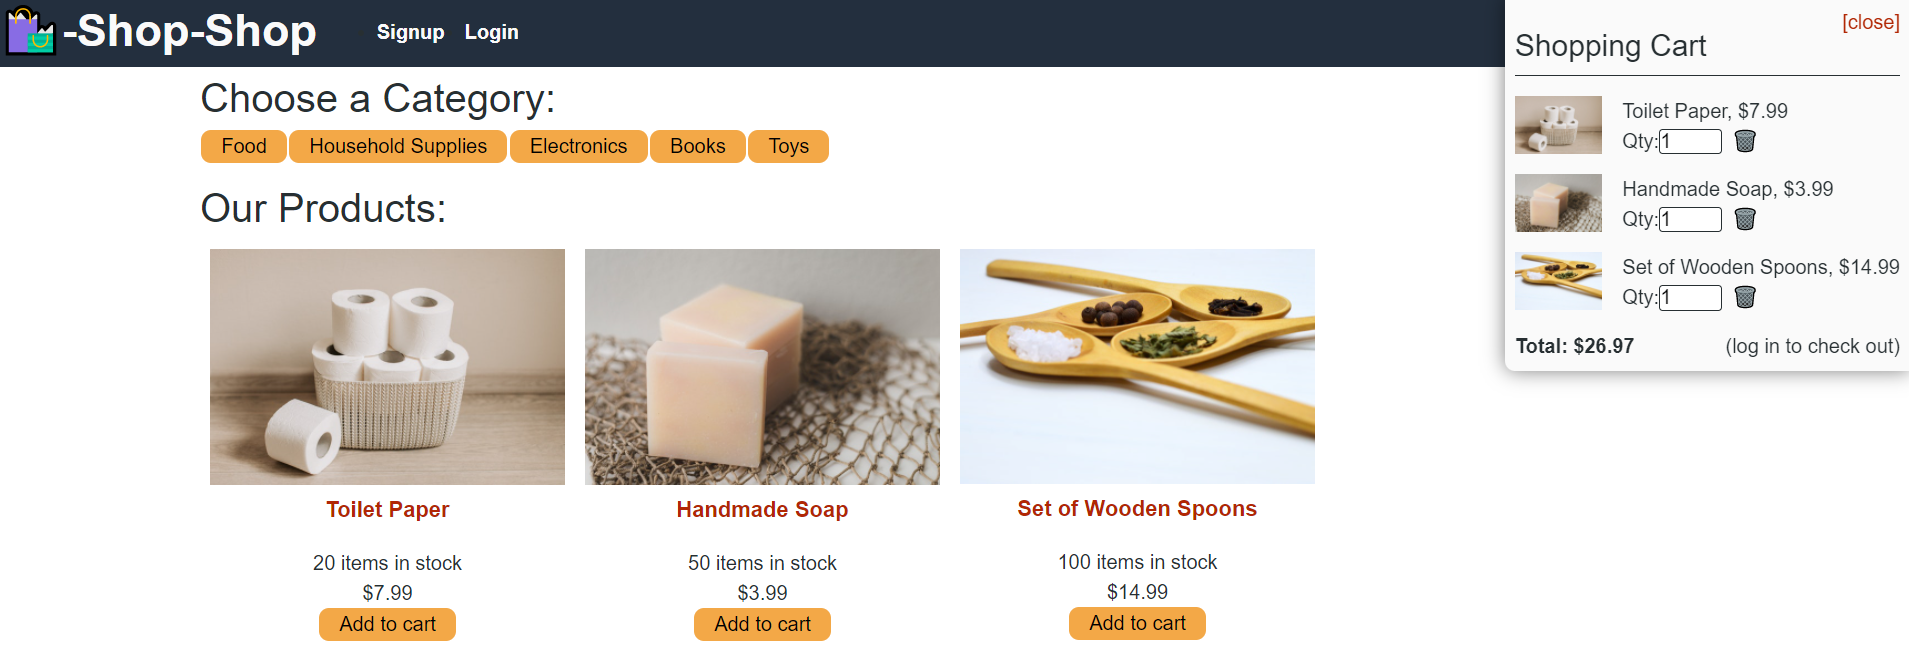 -Shop-Shop
Signup Login
Choose a Category:
Food Household Supplies Electronics Books Toys
Our Products:
Toilet Paper
20 items in stock
$7.99
Add to cart
Handmade Soap
50 items in stock
$3.99
Add to cart
Set of Wooden Spoons
100 items in stock
$14.99
Add to cart
[close]
Shopping Cart
Toilet Paper, $7.99
Qty:1
Handmade Soap, $3.99
Qty:1
Set of Wooden Spoons, $14.99
Qty:1
Total: $26.97 (log in to check out)